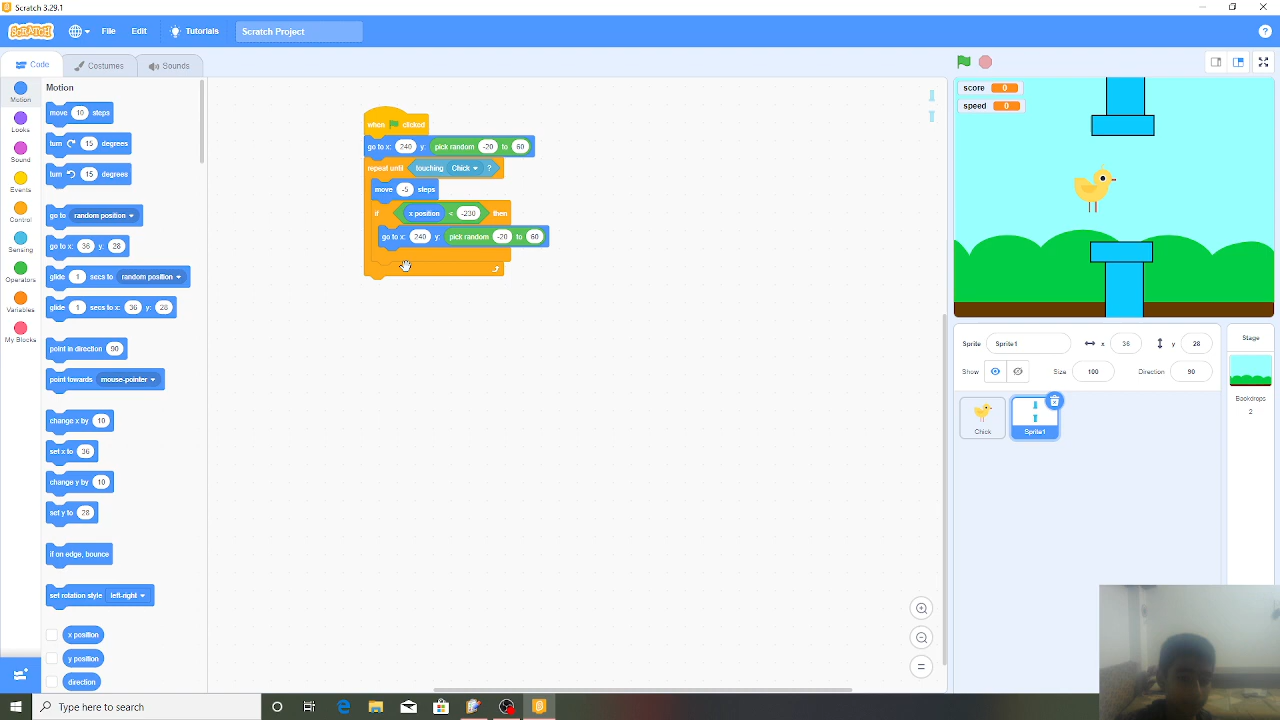 Scratch 3.29.1
SCRATCH File Edit Tutorials Scratch Project ?
Code Costumes Sounds
Motion
Looks
Sound
Events
Control
Sensing
Operators
Variables
My Blocks
Motion
move 10 steps
turn 15 degrees
turn 15 degrees
go to random position
go to x: 36 y: 28
glide 1 secs to random position
glide 1 secs to x: 36 y: 28
point in direction 90
point towards mouse-pointer
change x by 10
set x to 36
change y by 10
set y to 28
if on edge, bounce
set rotation style left-right
x position
y position
direction
when clicked
go to x: 240 y: pick random -20 to 60
repeat until touching Chick ?
move -5 steps
if x position < -230 then
go to x: 240 y: pick random -20 to 60
score 0
speed 0
Sprite Sprite1 x 36 y 28
Show Size 100 Direction 90
Chick
Sprite1
Stage
Backdrops
2
Type here to search